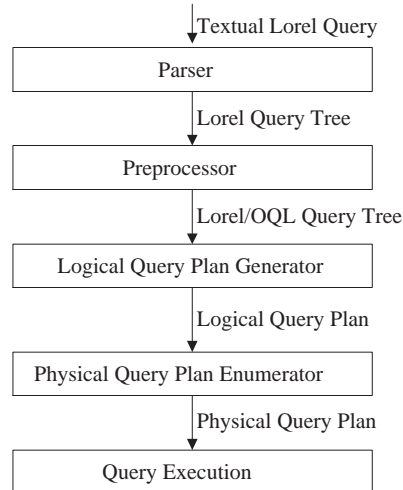 Textual Lorel Query
Parser
Lorel Query Tree
Preprocessor
Lorel/OQL Query Tree
Logical Query Plan Generator
Logical Query Plan
Physical Query Plan Enumerator
Physical Query Plan
Query Execution